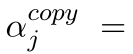 α_j^{copy} =